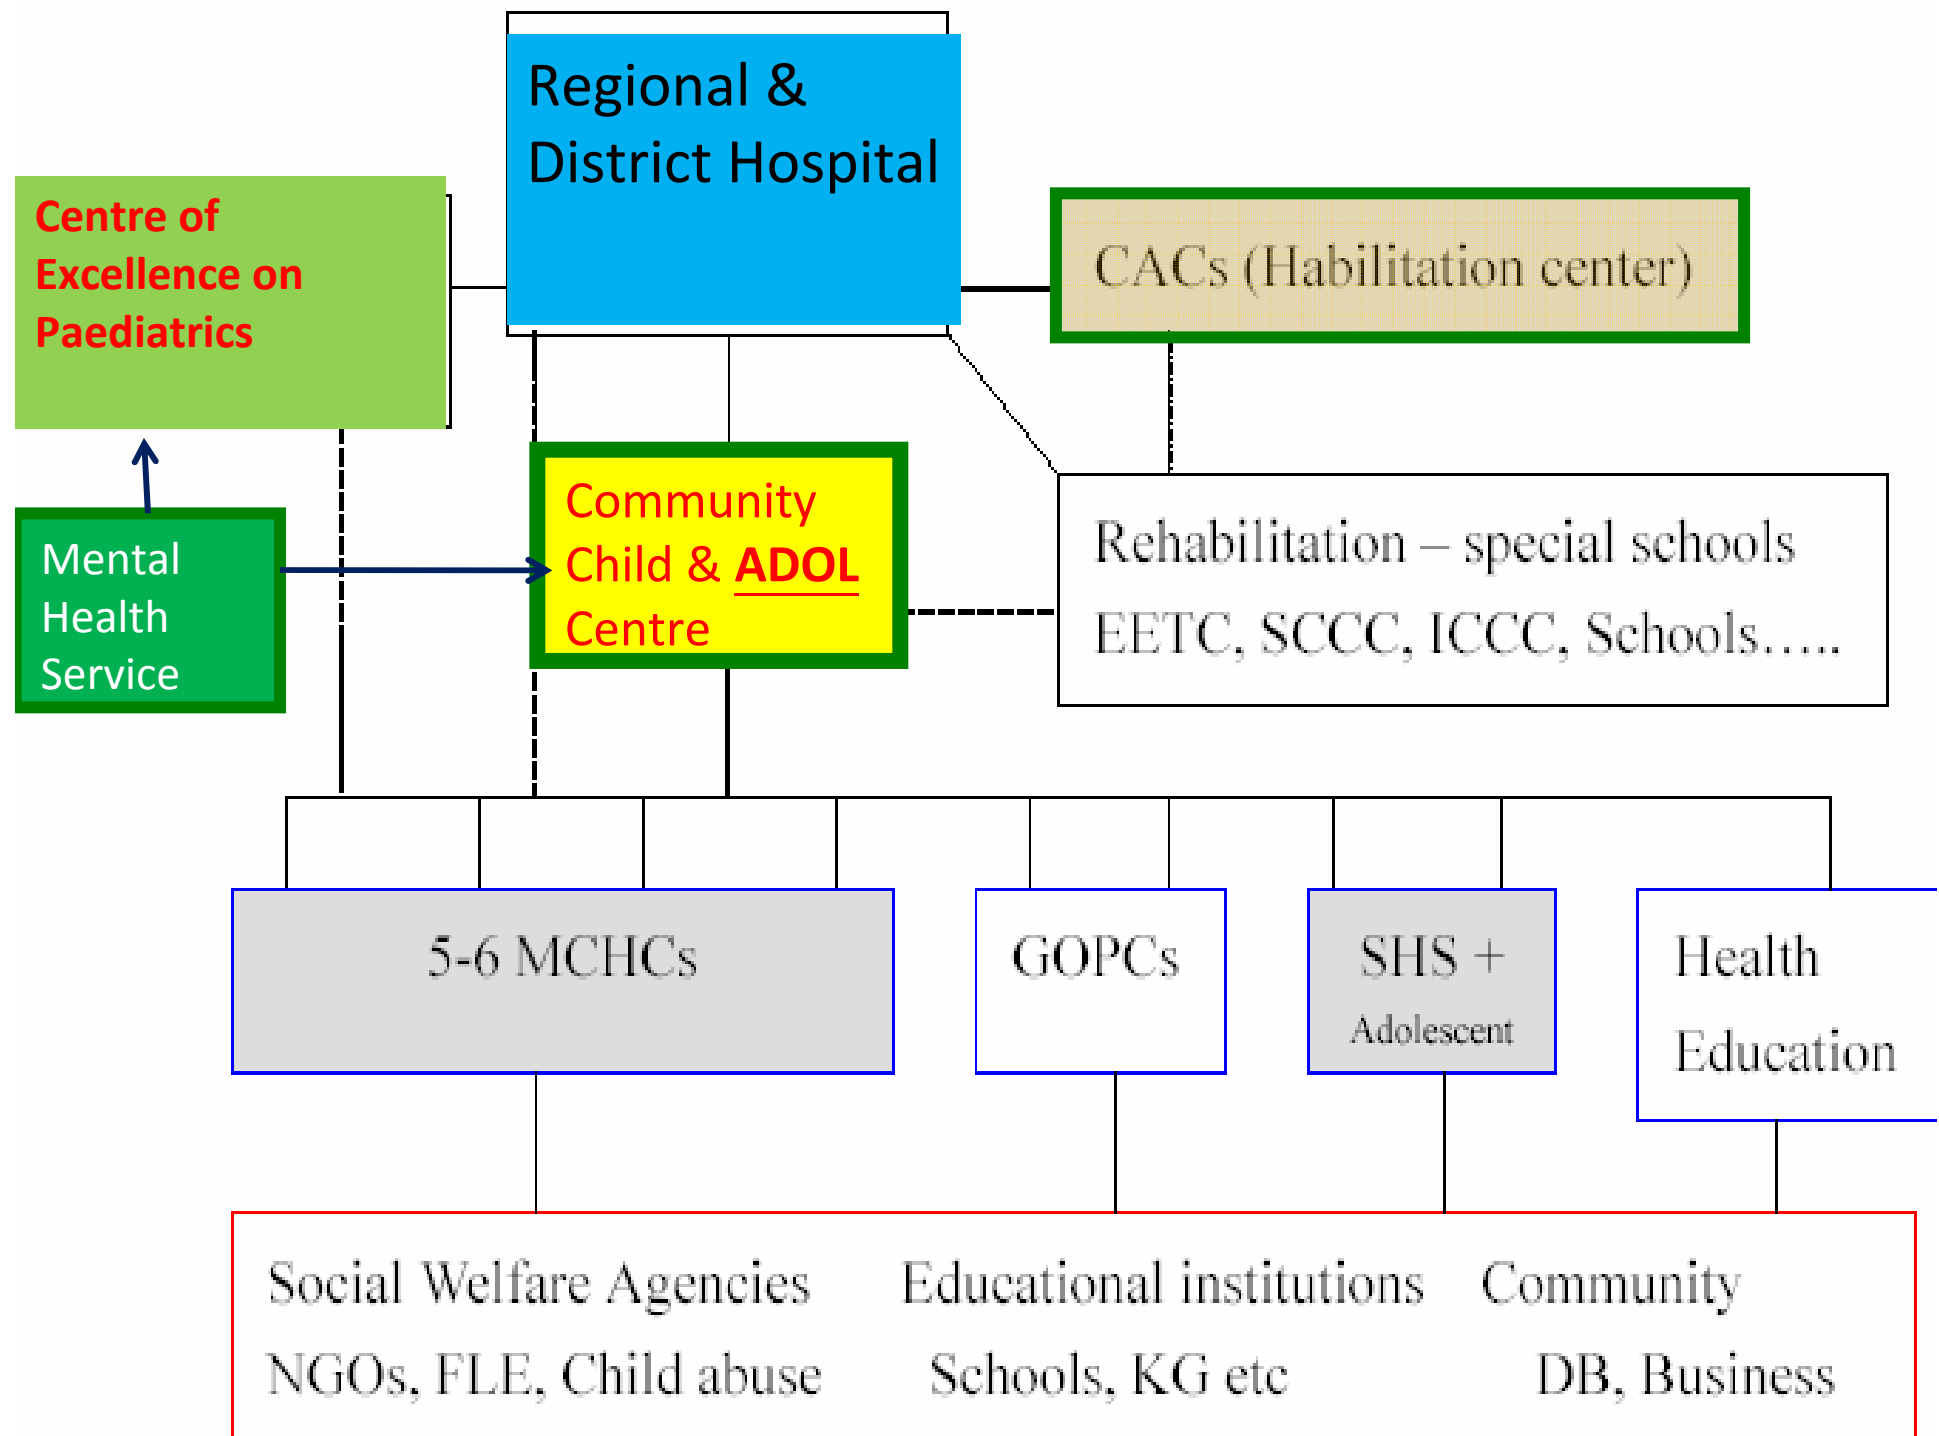 Regional &
District Hospital
Centre of
Excellence on
Paediatrics
CACs (Habilitation center)
Mental
Health
Service
Community
Child & ADOL
Centre
Rehabilitation – special schools
EETC, SCCC, ICCC, Schools…..
5-6 MCHCs
GOPCs
SHS +
Adolescent
Health
Education
Social Welfare Agencies
NGOs, FLE, Child abuse
Educational institutions
Schools, KG etc
Community
DB, Business